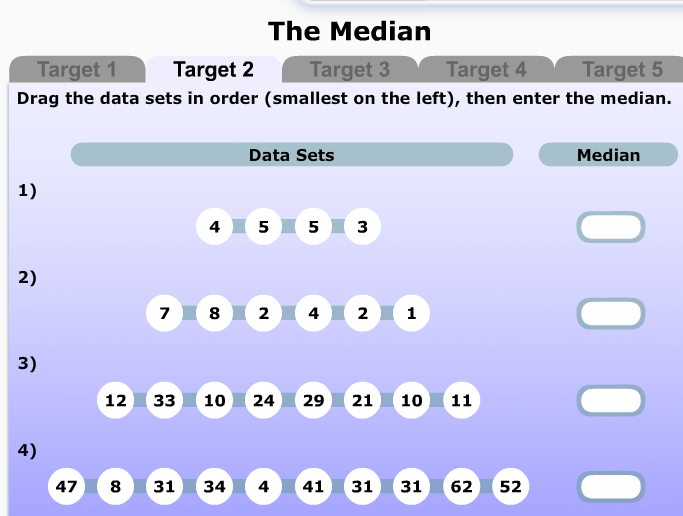 The Median
Target 1 Target 2 Target 3 Target 4 Target 5
Drag the data sets in order (smallest on the left), then enter the median.
Data Sets Median
1)
4 5 5 3
2)
7 8 2 4 2 1
3)
12 33 10 24 29 21 10 11
4)
47 8 31 34 4 41 31 31 62 52